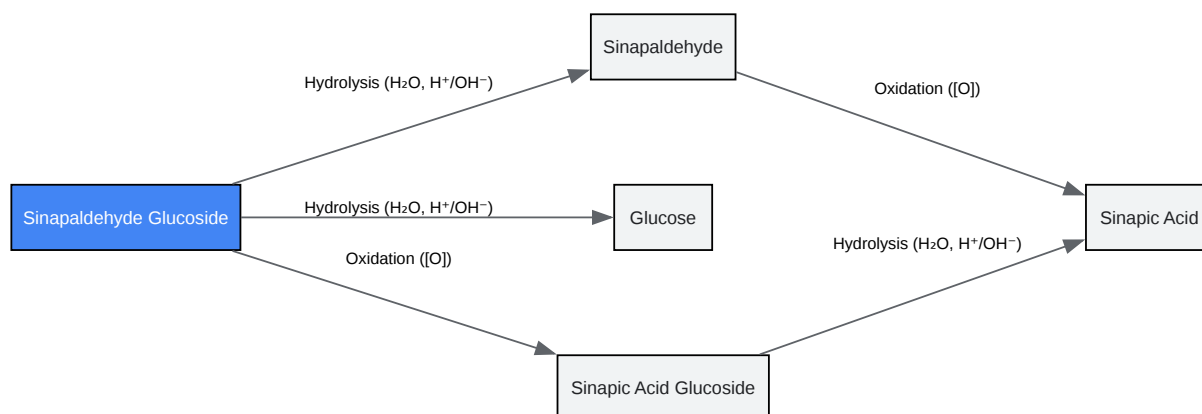 Sinapaldehyde
Hydrolysis (H₂O, H⁺/OH⁻)
Oxidation ([O])
Sinapaldehyde Glucoside
Hydrolysis (H₂O, H⁺/OH⁻)
Glucose
Sinapic Acid
Oxidation ([O])
Hydrolysis (H₂O, H⁺/OH⁻)
Sinapic Acid Glucoside